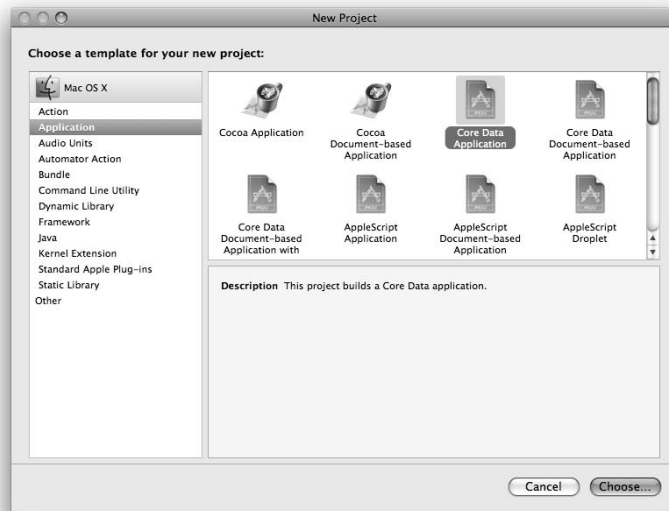 New Project
Choose a template for your new project:
Mac OS X
Action
Application
Audio Units
Automator Action
Bundle
Command Line Utility
Dynamic Library
Framework
Java
Kernel Extension
Standard Apple Plug-ins
Static Library
Other
Cocoa Application
Cocoa
Document-based
Application
Core Data
Application
Core Data
Document-based
Application
Core Data
Document-based
Application with
AppleScript
Application
AppleScript
Document-based
Application
AppleScript
Droplet
Description This project builds a Core Data application.
Cancel
Choose...